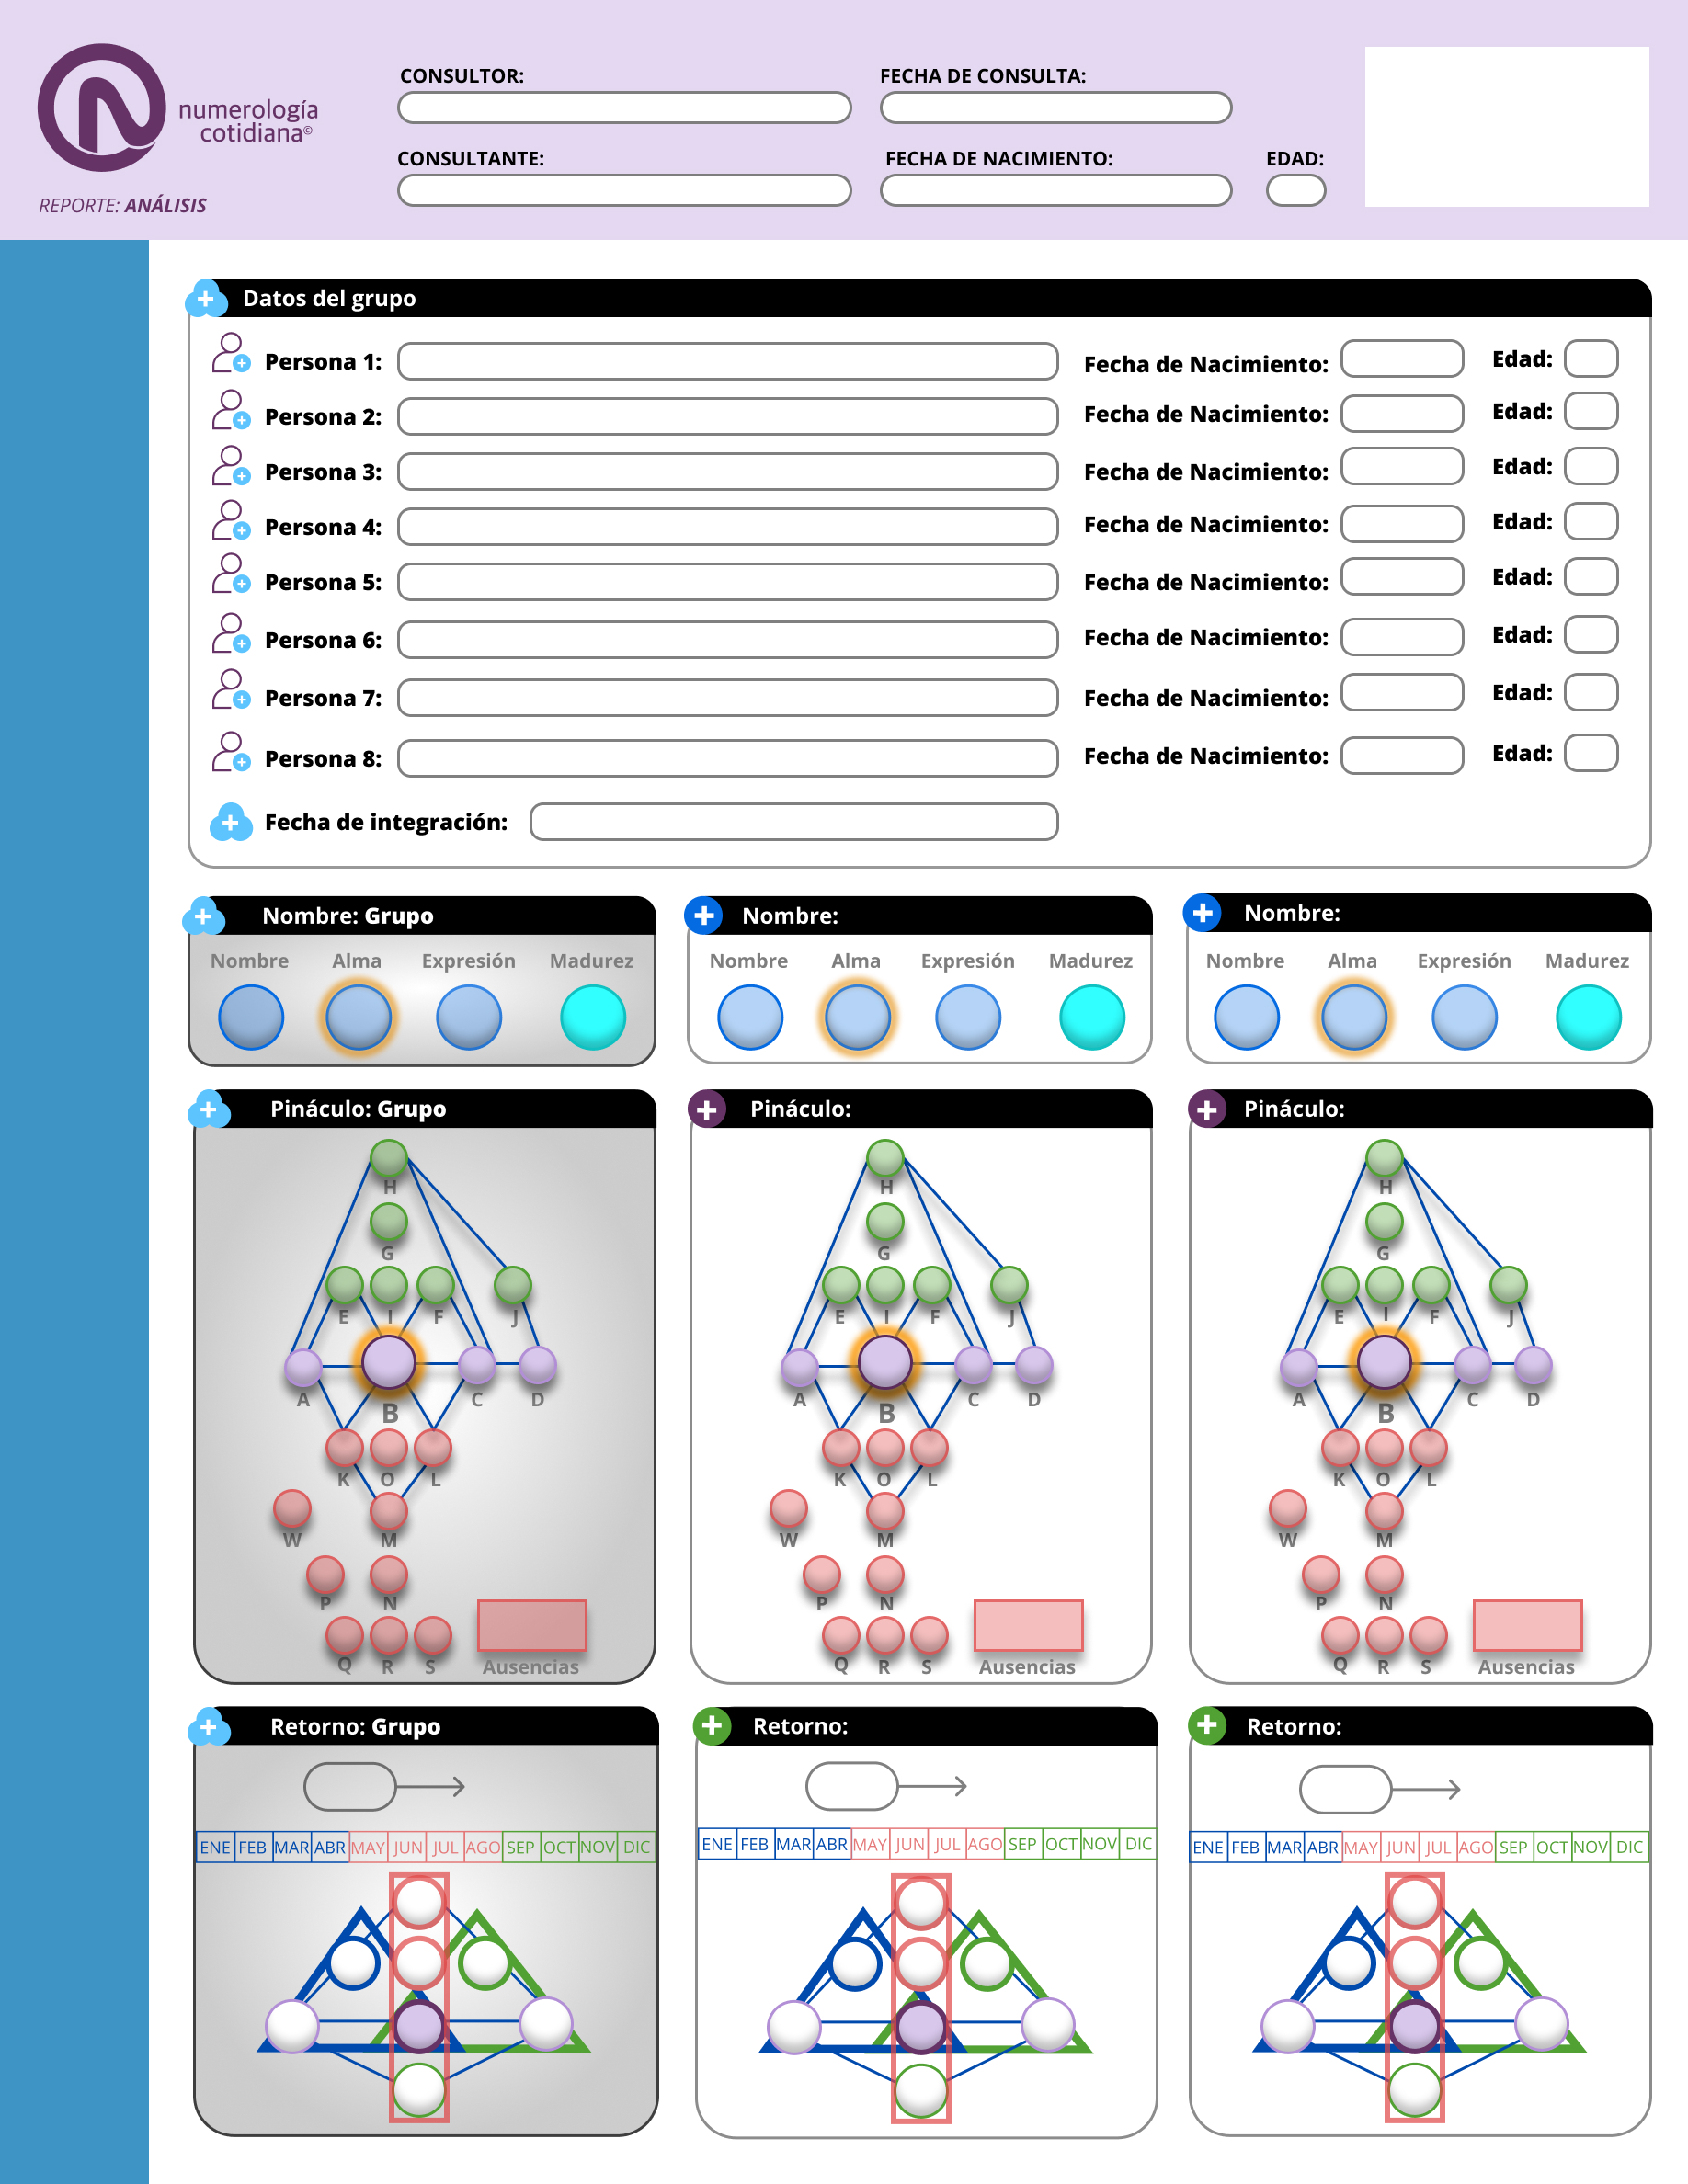 numerología
cotidiana©
REPORTE: ANÁLISIS
CONSULTOR:
FECHA DE CONSULTA:
CONSULTANTE:
FECHA DE NACIMIENTO:
EDAD:
Datos del grupo
Persona 1:
Fecha de Nacimiento:
Edad:
Persona 2:
Fecha de Nacimiento:
Edad:
Persona 3:
Fecha de Nacimiento:
Edad:
Persona 4:
Fecha de Nacimiento:
Edad:
Persona 5:
Fecha de Nacimiento:
Edad:
Persona 6:
Fecha de Nacimiento:
Edad:
Persona 7:
Fecha de Nacimiento:
Edad:
Persona 8:
Fecha de Nacimiento:
Edad:
Fecha de integración:
Nombre: Grupo
Nombre Alma Expresión Madurez
Nombre:
Nombre Alma Expresión Madurez
Nombre:
Nombre Alma Expresión Madurez
Pináculo: Grupo
H
G
E I F J
A B C D
K O L
W M
P N
Q R S Ausencias
Pináculo:
H
G
E I F J
A B C D
K O L
W M
P N
Q R S Ausencias
Pináculo:
H
G
E I F J
A B C D
K O L
W M
P N
Q R S Ausencias
Retorno: Grupo
ENE FEB MAR ABR MAY JUN JUL AGO SEP OCT NOV DIC
Retorno:
ENE FEB MAR ABR MAY JUN JUL AGO SEP OCT NOV DIC
Retorno:
ENE FEB MAR ABR MAY JUN JUL AGO SEP OCT NOV DIC